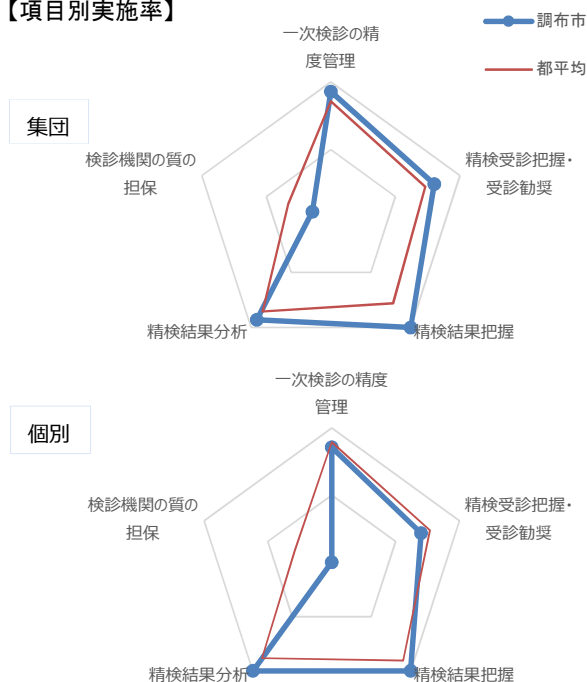 【項目別実施率】
調布市
都平均
集団
一次検診の精
度管理
検診機関の質の
担保
精検受診把握・
受診勧奨
精検結果分析
精検結果把握
個別
一次検診の精度
管理
検診機関の質の
担保
精検受診把握・
受診勧奨
精検結果分析
精検結果把握